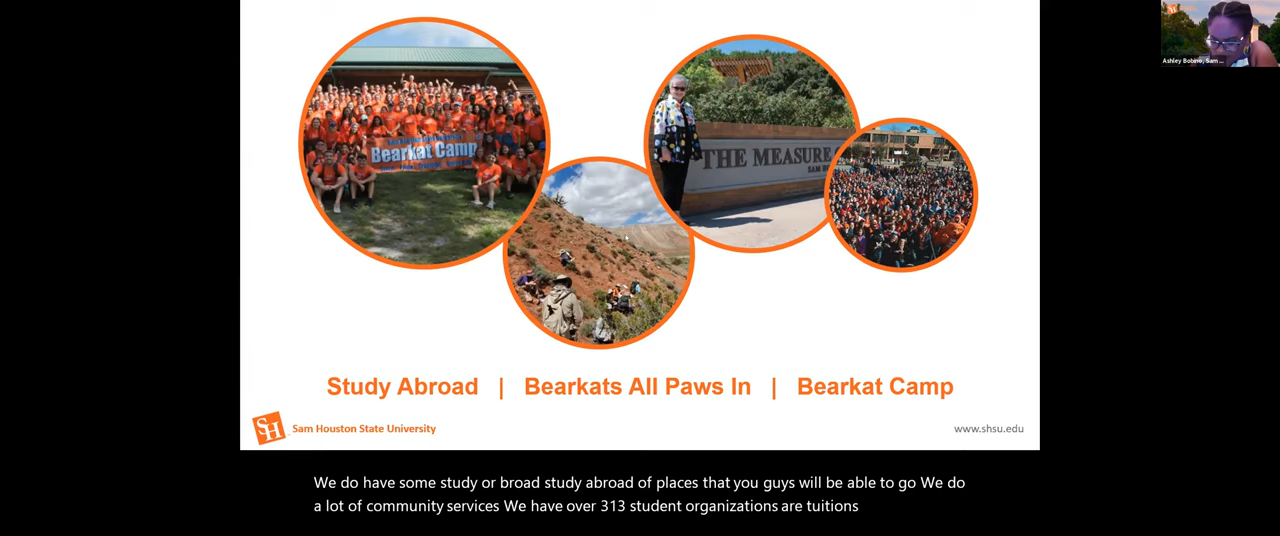 Bearkat Camp
THE MEASURE
SAM
Ashley Bobino, Sam ...
Study Abroad | Bearkats All Paws In | Bearkat Camp
SH Sam Houston State University
www.shsu.edu
We do have some study or broad study abroad of places that you guys will be able to go We do
a lot of community services We have over 313 student organizations are tuitions